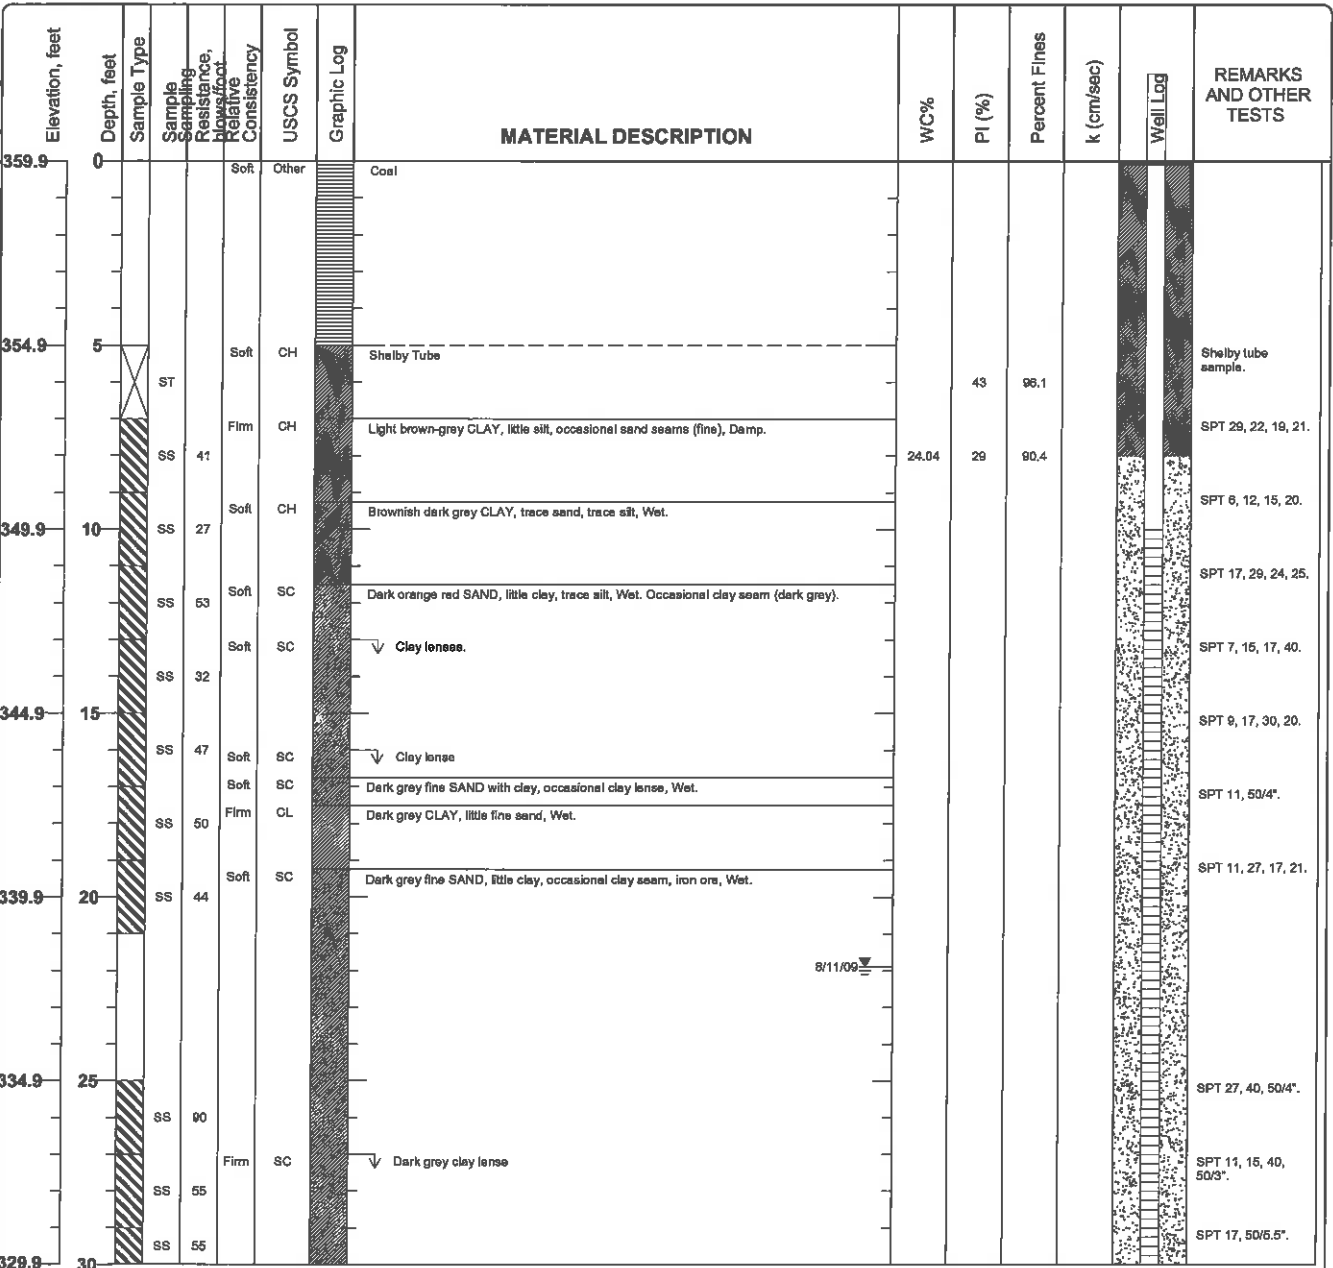 Elevation, feet
Depth, feet
Sample Type
Sample
Sampling
Resistance,
blows/foot
Relative
Consistency
USCS Symbol
Graphic Log
MATERIAL DESCRIPTION
WC%
PI (%)
Percent Fines
k (cm/sec)
Well Log
REMARKS
AND OTHER
TESTS
359.9 0 Soft Other Coal
354.9 5 Soft CH Shelby Tube Shelby tube
sample.
ST 43 96.1
Firm CH Light brown-grey CLAY, little silt, occasional sand seams (fine), Damp. SPT 29, 22, 19, 21.
SS 41 24.04 29 90.4
Soft CH Brownish dark grey CLAY, trace sand, trace silt, Wet. SPT 6, 12, 15, 20.
349.9 10 SS 27
SPT 17, 29, 24, 25.
Soft SC Dark orange red SAND, little clay, trace silt, Wet. Occasional clay seam (dark grey).
SS 53
Soft SC Clay lenses. SPT 7, 15, 17, 40.
SS 32
344.9 15 SPT 9, 17, 30, 20.
SS 47
Soft SC Clay lense
Soft SC Dark grey fine SAND with clay, occasional clay lense, Wet. SPT 11, 50/4".
Firm CL Dark grey CLAY, little fine sand, Wet.
SS 50
SPT 11, 27, 17, 21.
Soft SC Dark grey fine SAND, little clay, occasional clay seam, iron ore, Wet.
339.9 20 SS 44
8/11/09
334.9 25 SPT 27, 40, 50/4".
SS 90
Firm SC Dark grey clay lense SPT 11, 15, 40,
50/3".
SS 55
SPT 17, 50/5.5".
SS 55
329.9 30